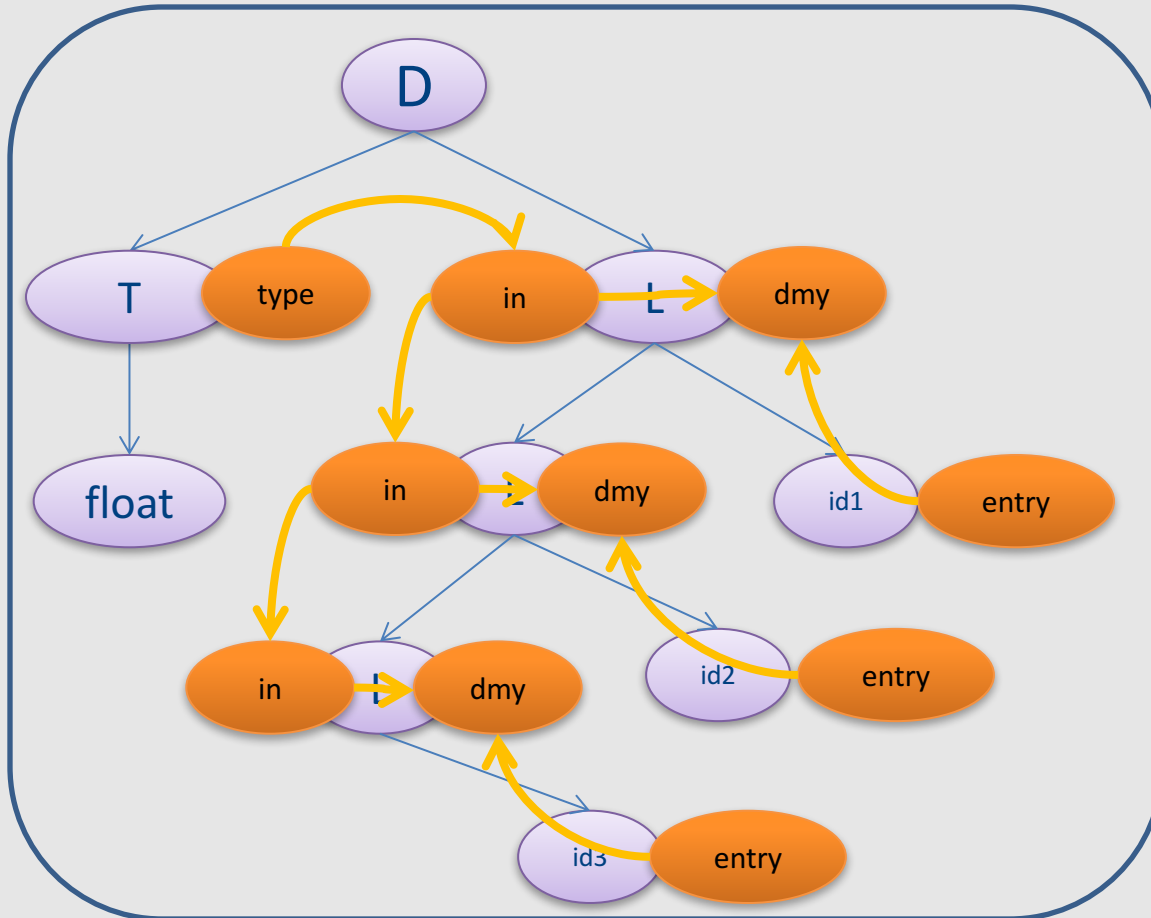 D
T
type
in
L
dmy
float
in
L
dmy
id1
entry
in
L
dmy
id2
entry
id3
entry